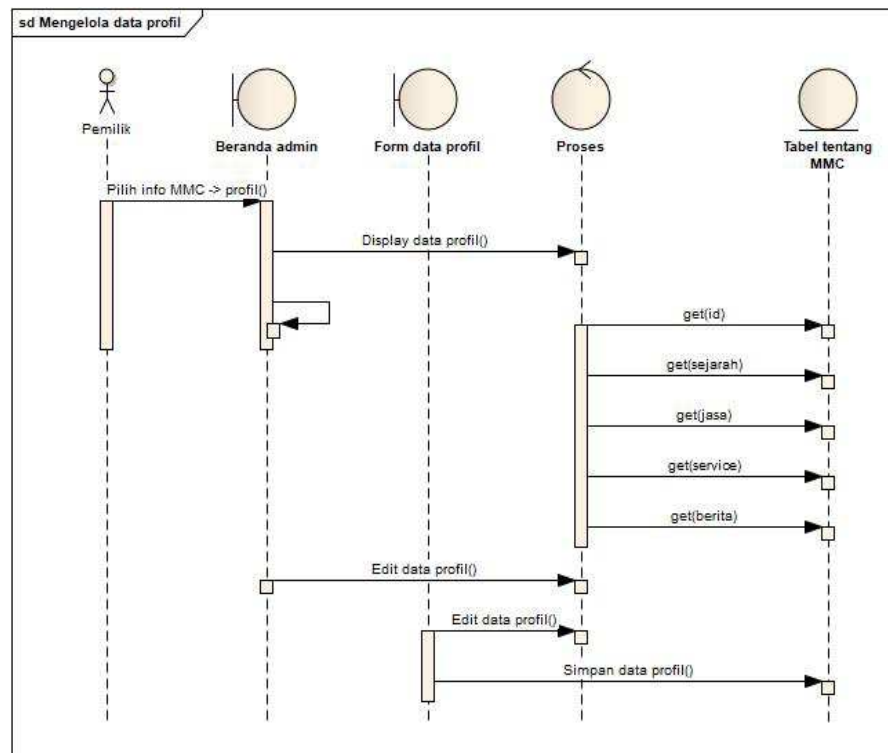 sd Mengelola data profil
Pemilik
Beranda admin
Form data profil
Proses
Tabel tentang
MMC
Pilih info MMC -> profil()
Display data profil()
get(id)
get(sejarah)
get(jasa)
get(service)
get(berita)
Edit data profil()
Edit data profil()
Simpan data profil()